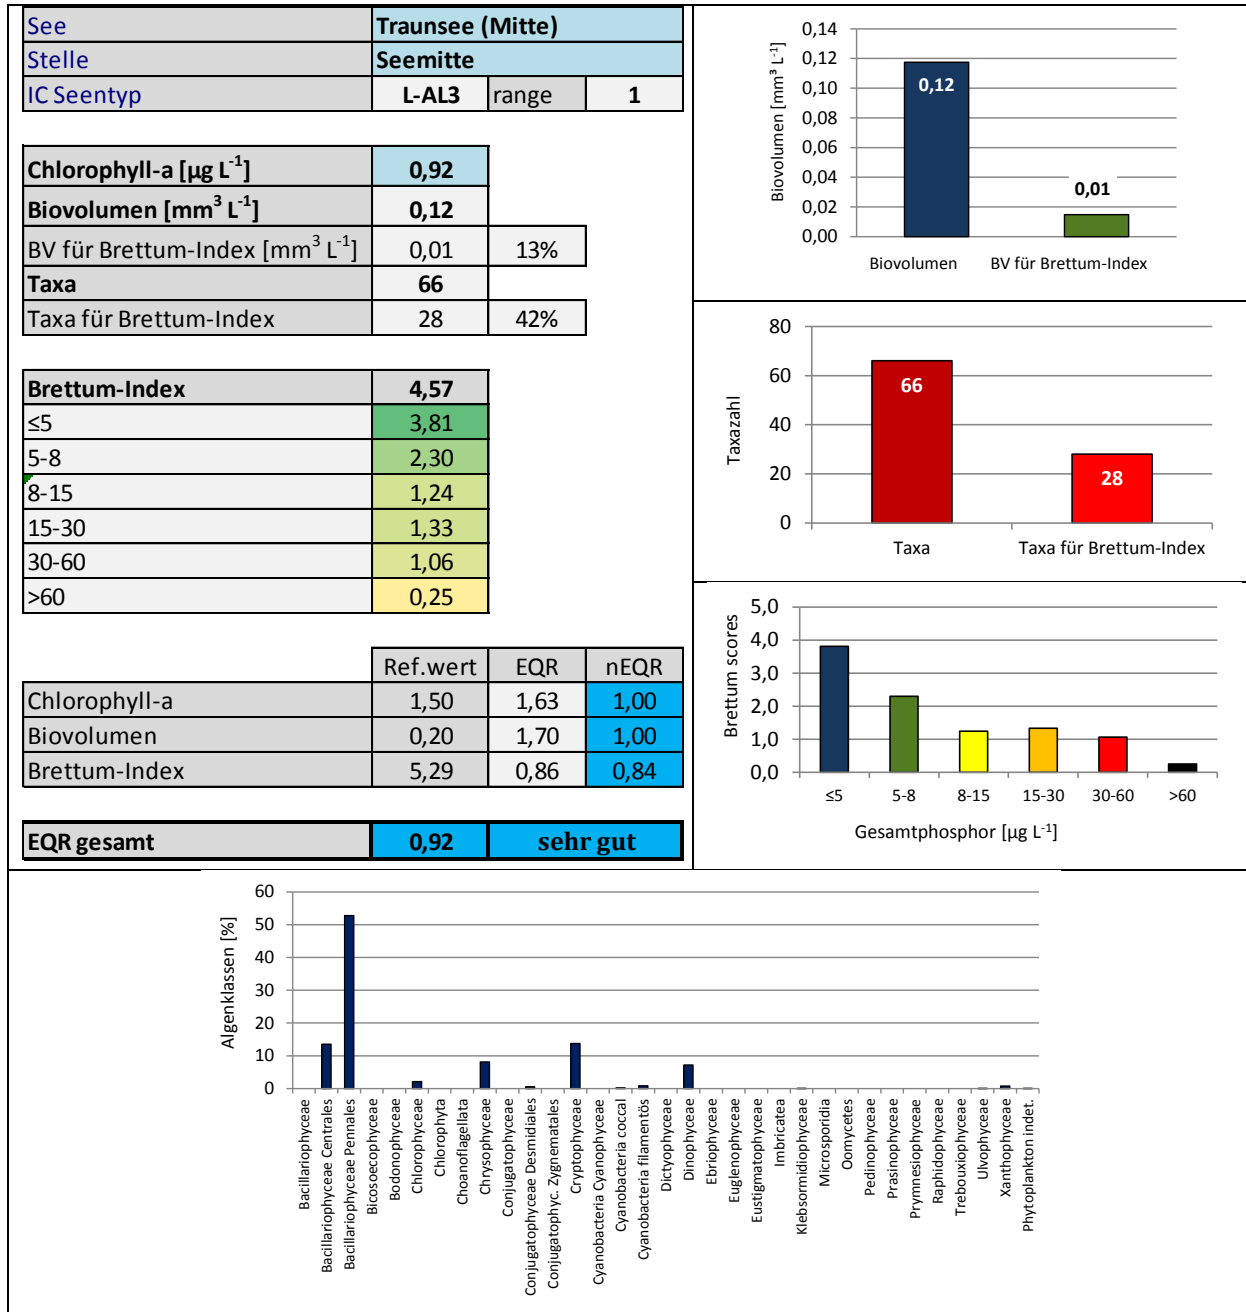 See Traunsee (Mitte)
Stelle Seemitte
IC Seentyp L-AL3 range 1
Chlorophyll-a [µg L-1] 0,92
Biovolumen [mm³ L-1] 0,12
BV für Brettum-Index [mm³ L-1] 0,01 13%
Taxa 66
Taxa für Brettum-Index 28 42%
Brettum-Index 4,57
≤5 3,81
5-8 2,30
8-15 1,24
15-30 1,33
30-60 1,06
>60 0,25
Ref.wert EQR nEQR
Chlorophyll-a 1,50 1,63 1,00
Biovolumen 0,20 1,70 1,00
Brettum-Index 5,29 0,86 0,84
EQR gesamt 0,92 sehr gut
Biovolumen [mm³ L-1]
0,14
0,12
0,10
0,08
0,06
0,04
0,02
0,00
0,12
0,01
Biovolumen BV für Brettum-Index
Taxazahl
80
60
40
20
0
66
28
Taxa Taxa für Brettum-Index
Brettum scores
5,0
4,0
3,0
2,0
1,0
0,0
≤5 5-8 8-15 15-30 30-60 >60
Gesamtphosphor [µg L-1]
Algenklassen [%]
60
50
40
30
20
10
0
Bacillariophyceae
Bacillariophyceae Centrales
Bacillariophyceae Pennales
Bicosoecophyceae
Bodonophyceae
Chlorophyceae
Chlorophyta
Choanoflagellata
Chrysophyceae
Conjugatophyceae
Conjugatophyceae Desmidiales
Conjugatophyc. Zygnematales
Cryptophyceae
Cyanobacteria Cyanophyceae
Cyanobacteria coccal
Cyanobacteria filamentös
Dictyophyceae
Dinophyceae
Ebriophyceae
Euglenophyceae
Eustigmatophyceae
Imbricatea
Klebsormidiophyceae
Microsporidia
Oomycetes
Pedinophyceae
Prasinophyceae
Prymnesiophyceae
Raphidophyceae
Trebouxiophyceae
Ulvophyceae
Xanthophyceae
Phytoplankton indet.